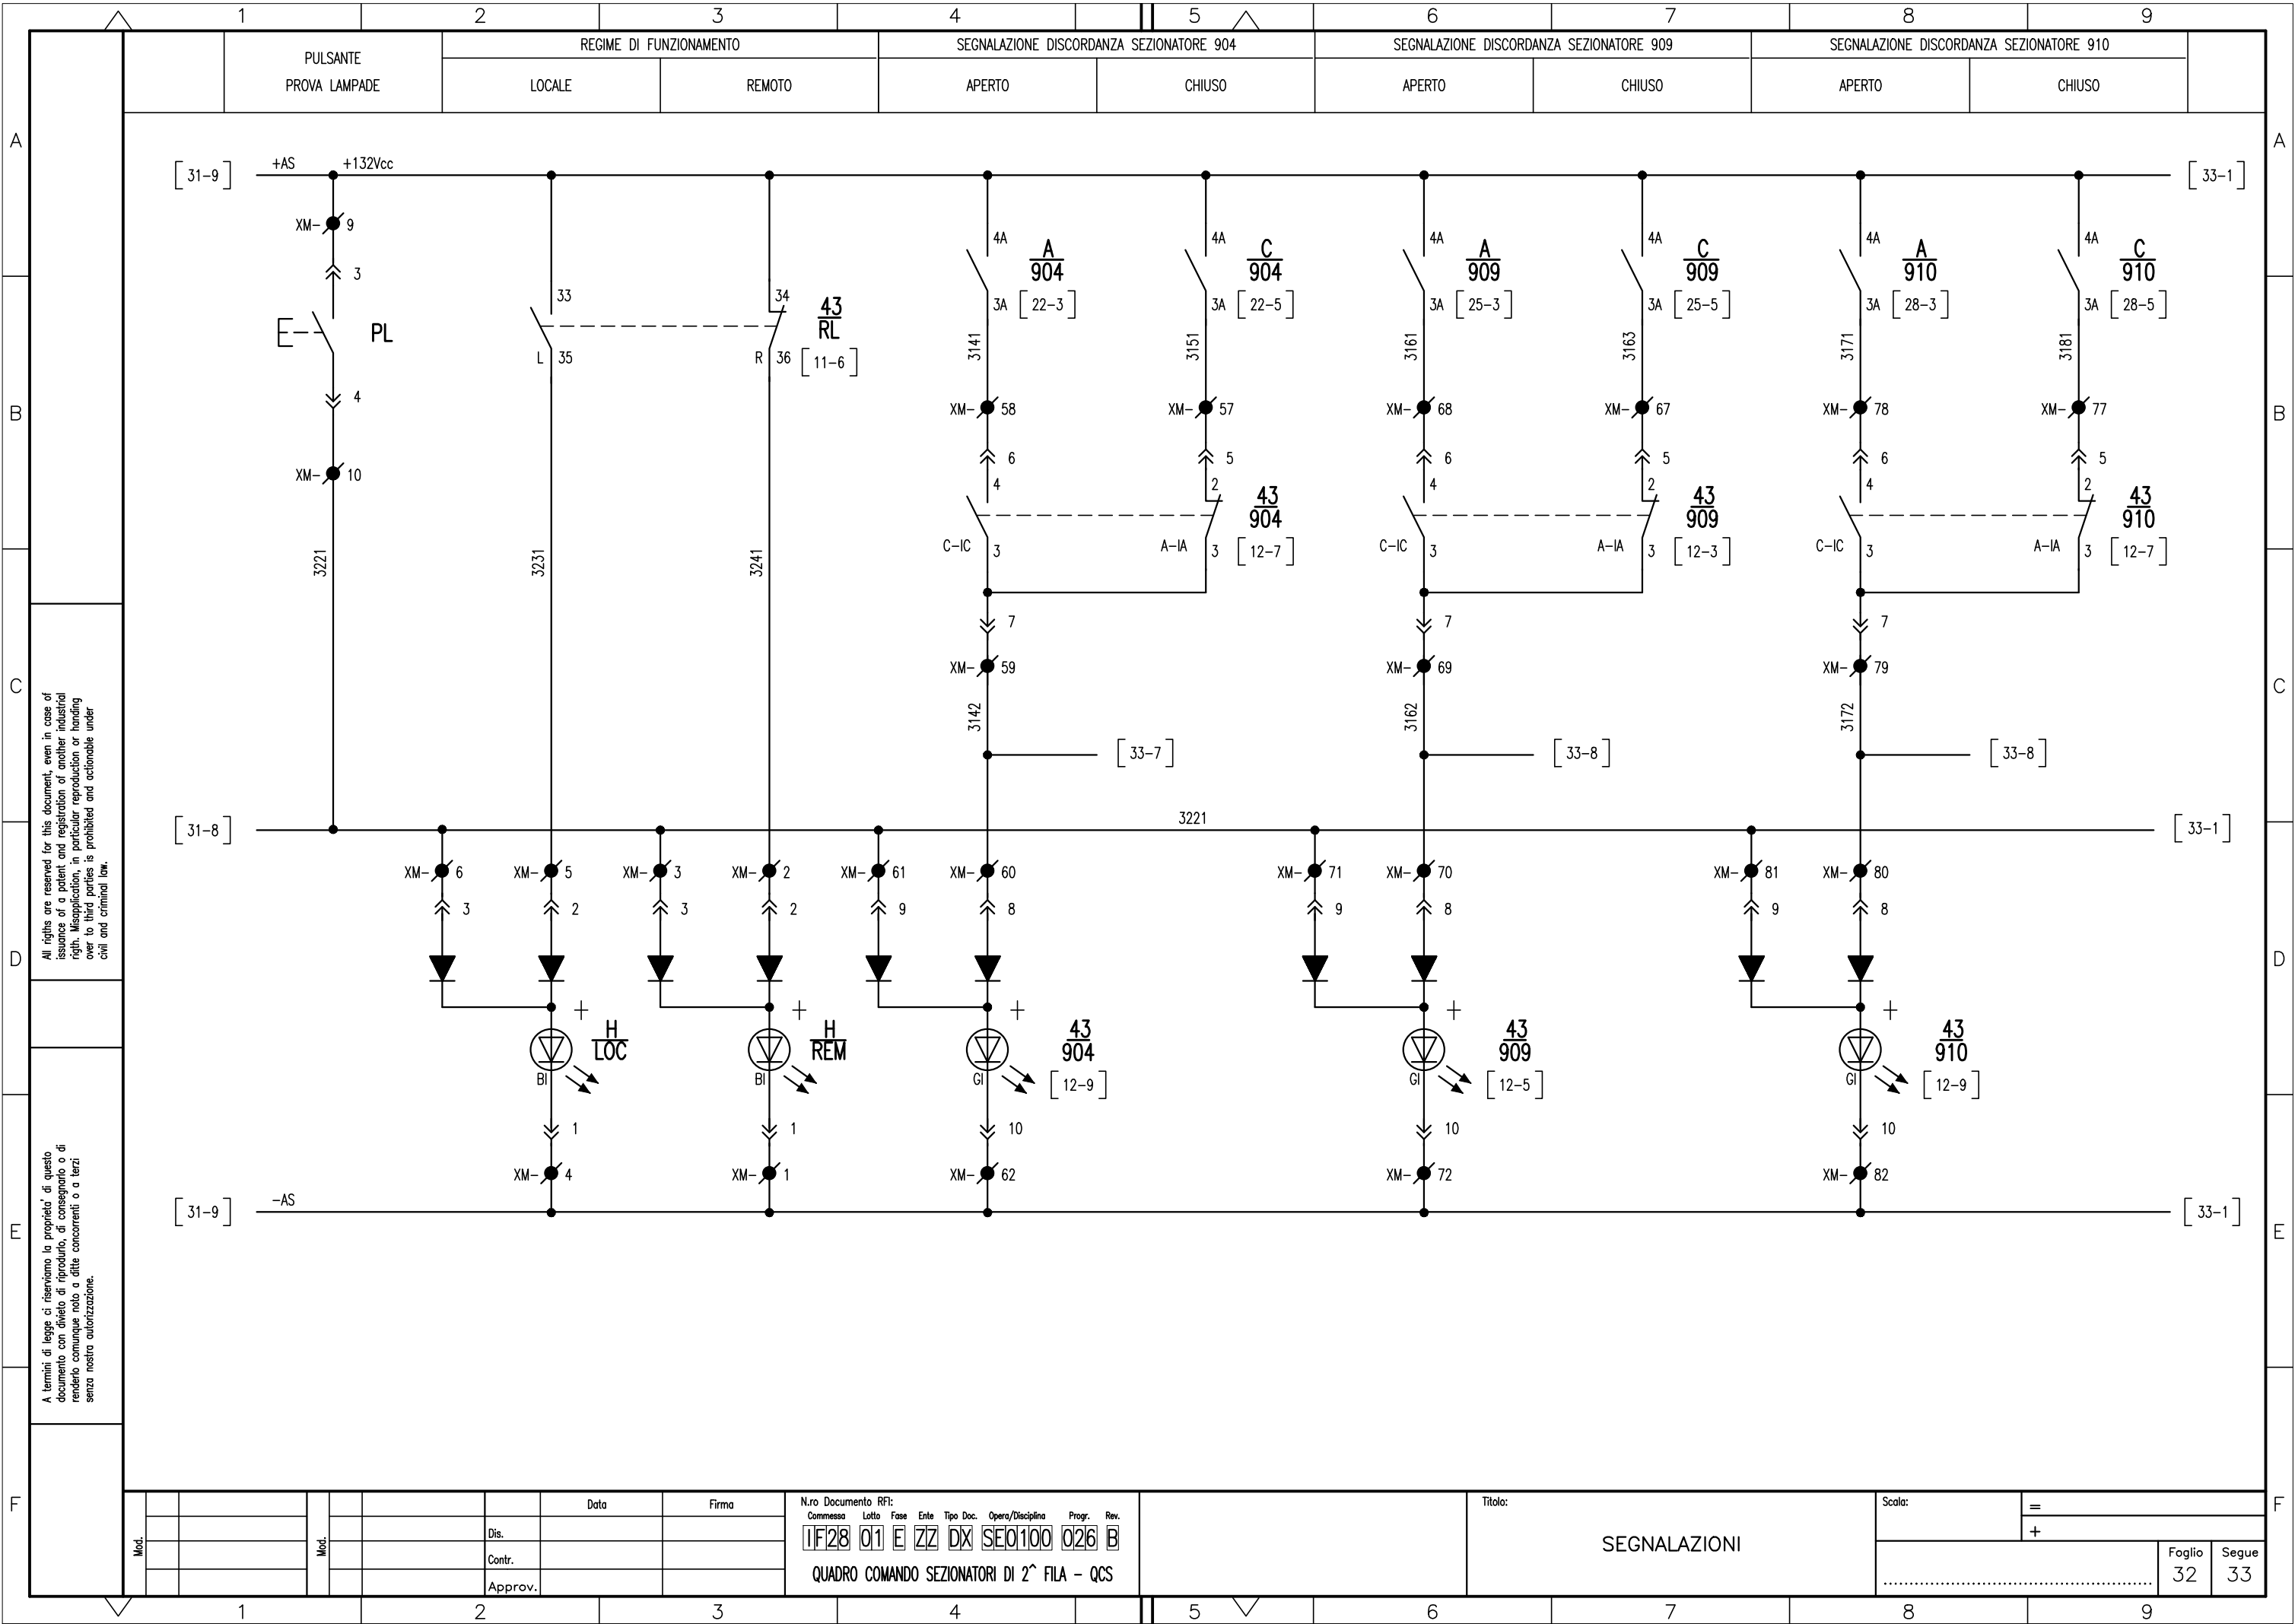 1 2 3 4 5 6 7 8 9
PULSANTE
PROVA LAMPADE
REGIME DI FUNZIONAMENTO
LOCALE REMOTO
SEGNALAZIONE DISCORDANZA SEZIONATORE 904
APERTO CHIUSO
SEGNALAZIONE DISCORDANZA SEZIONATORE 909
APERTO CHIUSO
SEGNALAZIONE DISCORDANZA SEZIONATORE 910
APERTO CHIUSO
A A
[31-9] +AS +132Vcc [33-1]
XM- 9
4A A 904 4A C 904 4A A 909 4A C 909 4A A 910 4A C 910
3
33 34 43 RL 3A [22-3] 3A [22-5] 3A [25-3] 3A [25-5] 3A [28-3] 3A [28-5]
PL
L 35 R 36 [11-6] 3141 3151 3161 3163 3171 3181
4
B B
XM- 58 XM- 57 XM- 68 XM- 67 XM- 78 XM- 77
6 5 6 5 6 5
XM- 10
4 2 43 904 4 2 43 909 4 2 43 910
C-IC 3 A-IA 3 [12-7] C-IC 3 A-IA 3 [12-3] C-IC 3 A-IA 3 [12-7]
3221 3231 3241
7 7 7
XM- 59 XM- 69 XM- 79
C C
3142 3162 3172
[33-7] [33-8] [33-8]
[31-8] 3221 [33-1]
XM- 6 XM- 5 XM- 3 XM- 2 XM- 61 XM- 60 XM- 71 XM- 70 XM- 81 XM- 80
3 2 3 2 9 8 9 8 9 8
D D
+ + + + +
H LOC H REM 43 904 43 909 43 910
BI BI GI [12-9] GI [12-5] GI [12-9]
1 1 10 10 10
XM- 4 XM- 1 XM- 62 XM- 72 XM- 82
[31-9] -AS [33-1]
E E
All rigths are reserved for this document, even in case of
issuance of a patent and registration of another industrial
rigth. Misapplication, in particular reproduction or handing
over to third parties is prohibited and actionable under
civil and criminal law.
A termini di legge ci riserviamo la proprieta' di questo
documento con divieto di riprodurlo, di consegnarlo o di
renderlo comunque noto a ditte concorrenti o a terzi
senza nostra autorizzazione.
F F
Mod. Mod.
Data Firma
Dis.
Contr.
Approv.
N.ro Documento RFI:
Commessa Lotto Fase Ente Tipo Doc. Opera/Disciplina Progr. Rev.
IF28 01 E ZZ DX SE0100 026 B
QUADRO COMANDO SEZIONATORI DI 2^ FILA - QCS
Titolo:
SEGNALAZIONI
Scala:
=
+
Foglio Segue
32 33
1 2 3 4 5 6 7 8 9